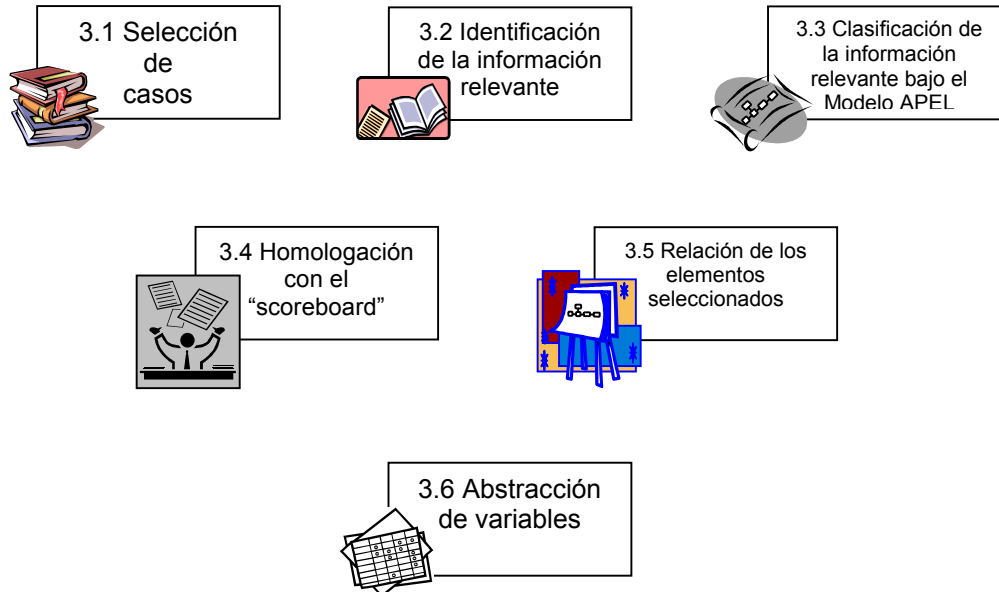 3.1 Selección
de
casos
3.2 Identificación
de la información
relevante
3.3 Clasificación de
la información
relevante bajo el
Modelo APEL
3.4 Homologación
con el
“scoreboard”
3.5 Relación de los
elementos
seleccionados
3.6 Abstracción
de variables